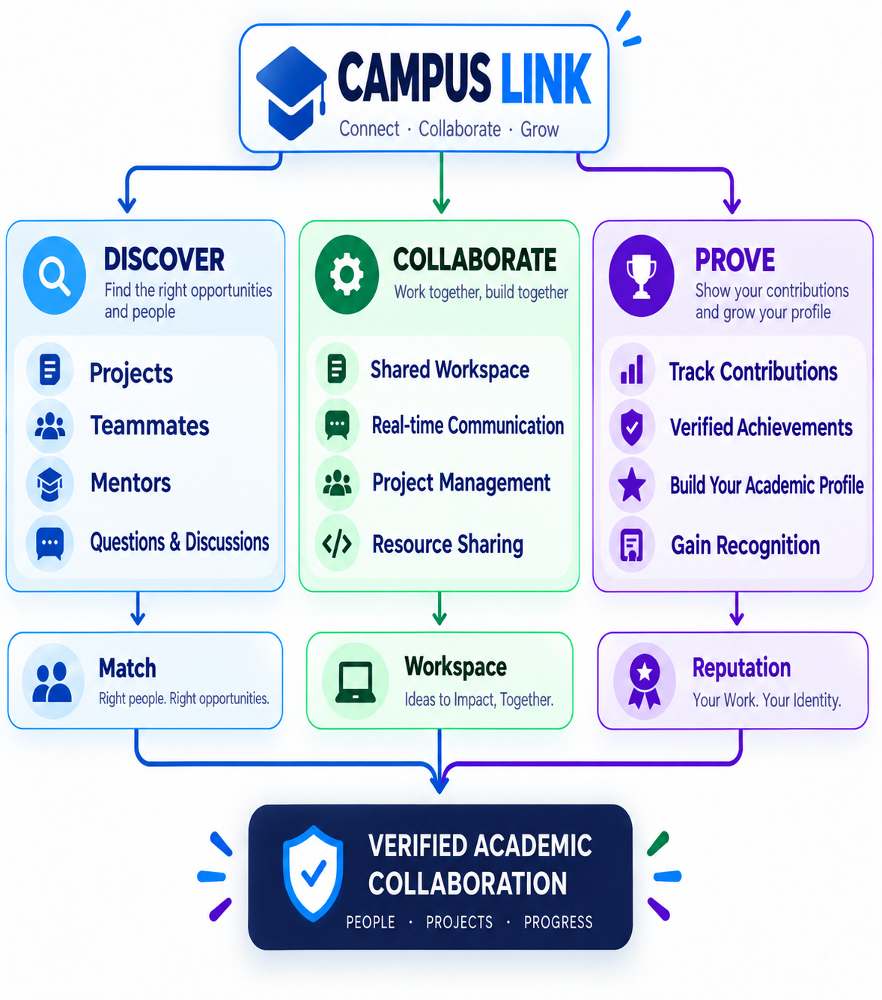 CAMPUS LINK
Connect · Collaborate · Grow
DISCOVER
Find the right opportunities
and people
Projects
Teammates
Mentors
Questions & Discussions
COLLABORATE
Work together, build together
Shared Workspace
Real-time Communication
Project Management
Resource Sharing
PROVE
Show your contributions
and grow your profile
Track Contributions
Verified Achievements
Build Your Academic Profile
Gain Recognition
Match
Right people. Right opportunities.
Workspace
Ideas to Impact, Together.
Reputation
Your Work. Your Identity.
VERIFIED ACADEMIC
COLLABORATION
PEOPLE · PROJECTS · PROGRESS